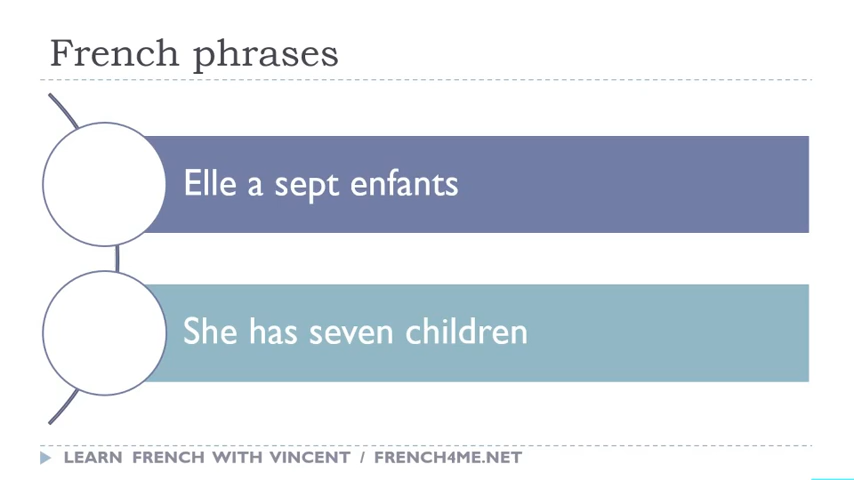 French phrases
Elle a sept enfants
She has seven children
LEARN FRENCH WITH VINCENT / FRENCH4ME.NET